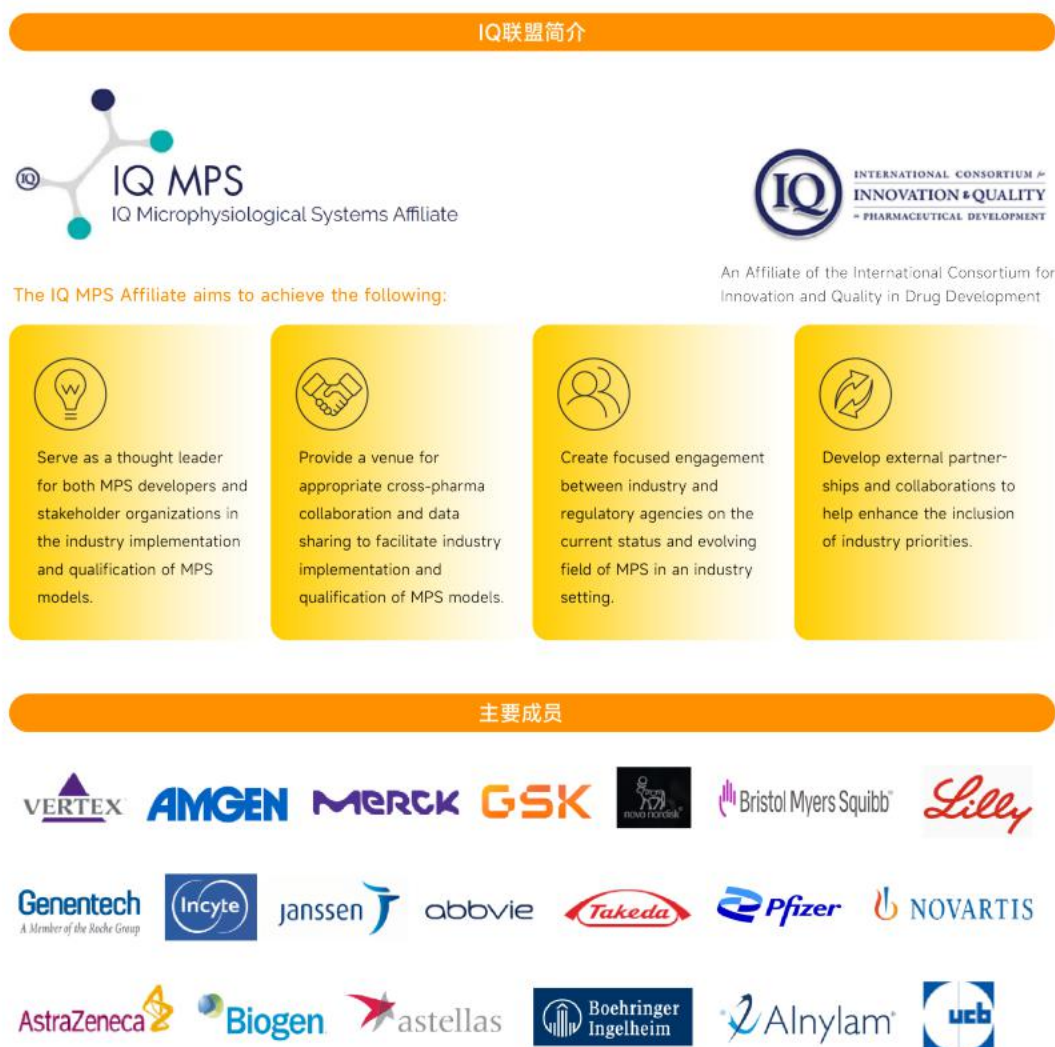 IQ联盟简介
IQ
IQ MPS
IQ Microphysiological Systems Affiliate
IQ
INTERNATIONAL CONSORTIUM for
INNOVATION & QUALITY
in PHARMACEUTICAL DEVELOPMENT
An Affiliate of the International Consortium for
Innovation and Quality in Drug Development
The IQ MPS Affiliate aims to achieve the following:
Serve as a thought leader
for both MPS developers and
stakeholder organizations in
the industry implementation
and qualification of MPS
models.
Provide a venue for
appropriate cross-pharma
collaboration and data
sharing to facilitate industry
implementation and
qualification of MPS models.
Create focused engagement
between industry and
regulatory agencies on the
current status and evolving
field of MPS in an industry
setting.
Develop external partner-
ships and collaborations to
help enhance the inclusion
of industry priorities.
主要成员
VERTEX
AMGEN
MERCK
GSK
novo nordisk®
Bristol Myers Squibb™
Lilly
Genentech
A Member of the Roche Group
Incyte
janssen
abbvie
Takeda
Pfizer
NOVARTIS
AstraZeneca
Biogen
astellas
Boehringer
Ingelheim
Alnylam
ucb